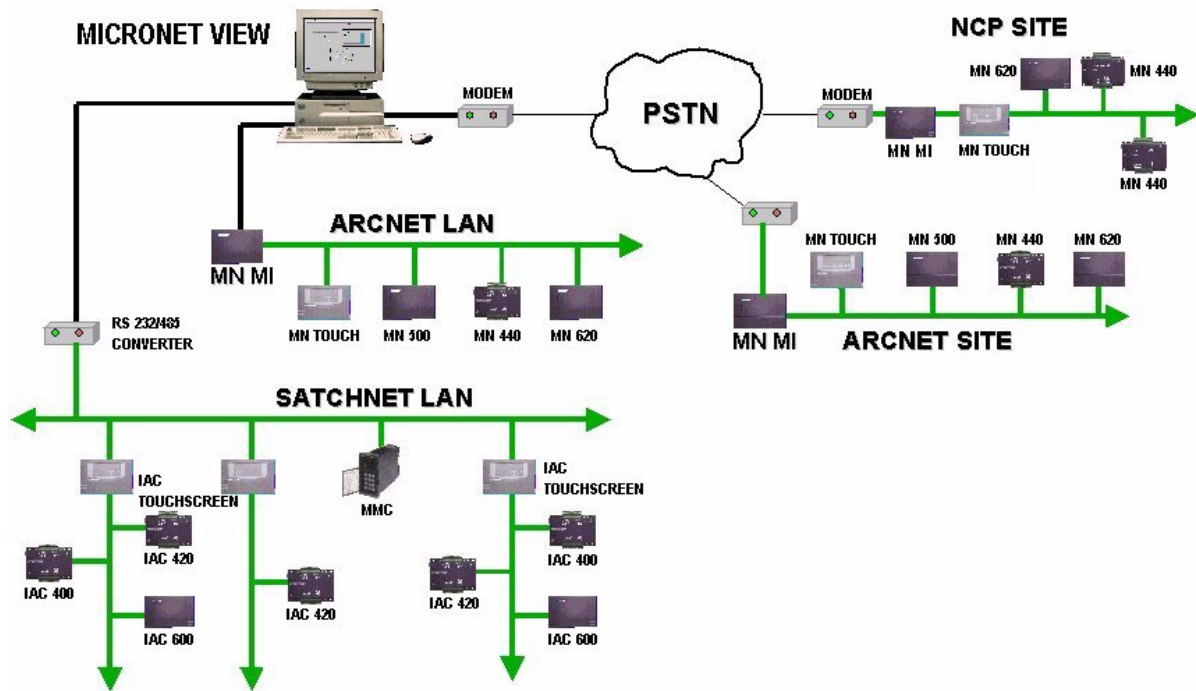 MICRONET VIEW
NCP SITE
MN 620
MN 440
MODEM
MODEM
PSTN
MN MI
MN TOUCH
MN 440
ARCNET LAN
MN MI
MN TOUCH
MN 500
MN 440
MN 620
MN TOUCH
MN 500
MN 440
MN 620
MN MI
ARCNET SITE
RS 232/485
CONVERTER
SATCHNET LAN
IAC
TOUCHSCREEN
MMC
IAC
TOUCHSCREEN
IAC 420
IAC 400
IAC 600
IAC 420
IAC 400
IAC 420
IAC 600